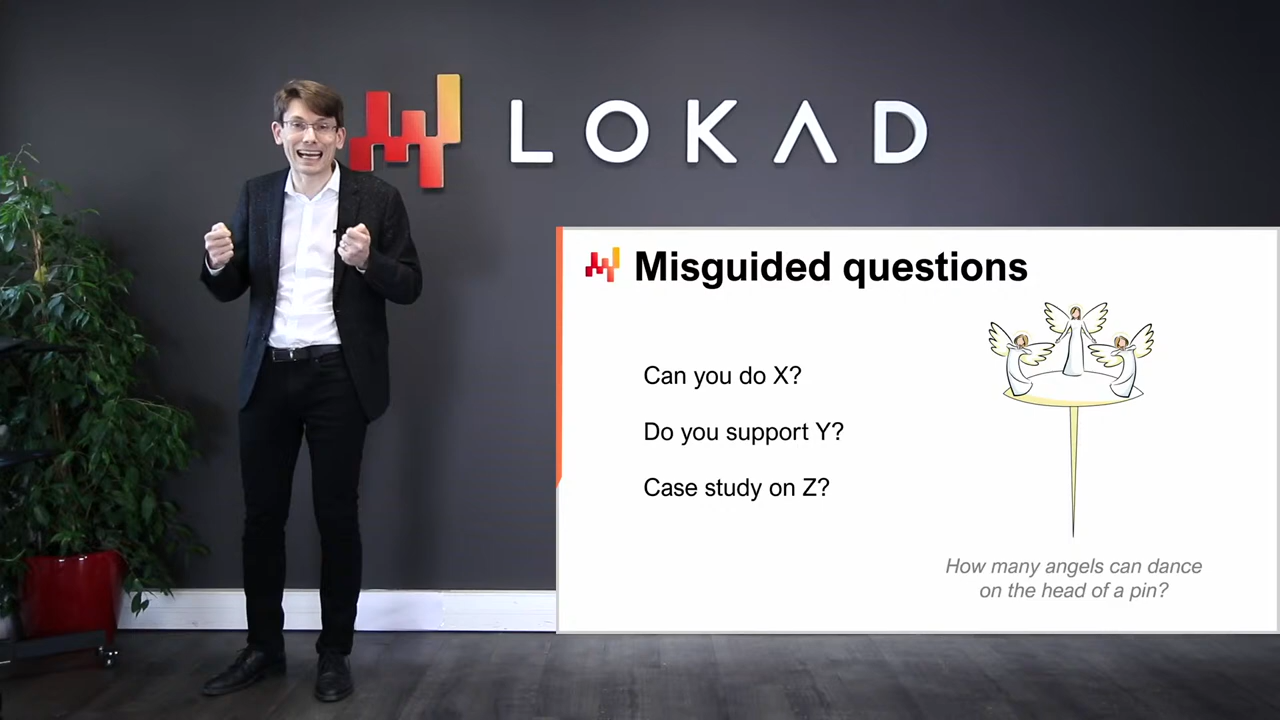 LOKAD
Misguided questions
Can you do X?
Do you support Y?
Case study on Z?
How many angels can dance
on the head of a pin?